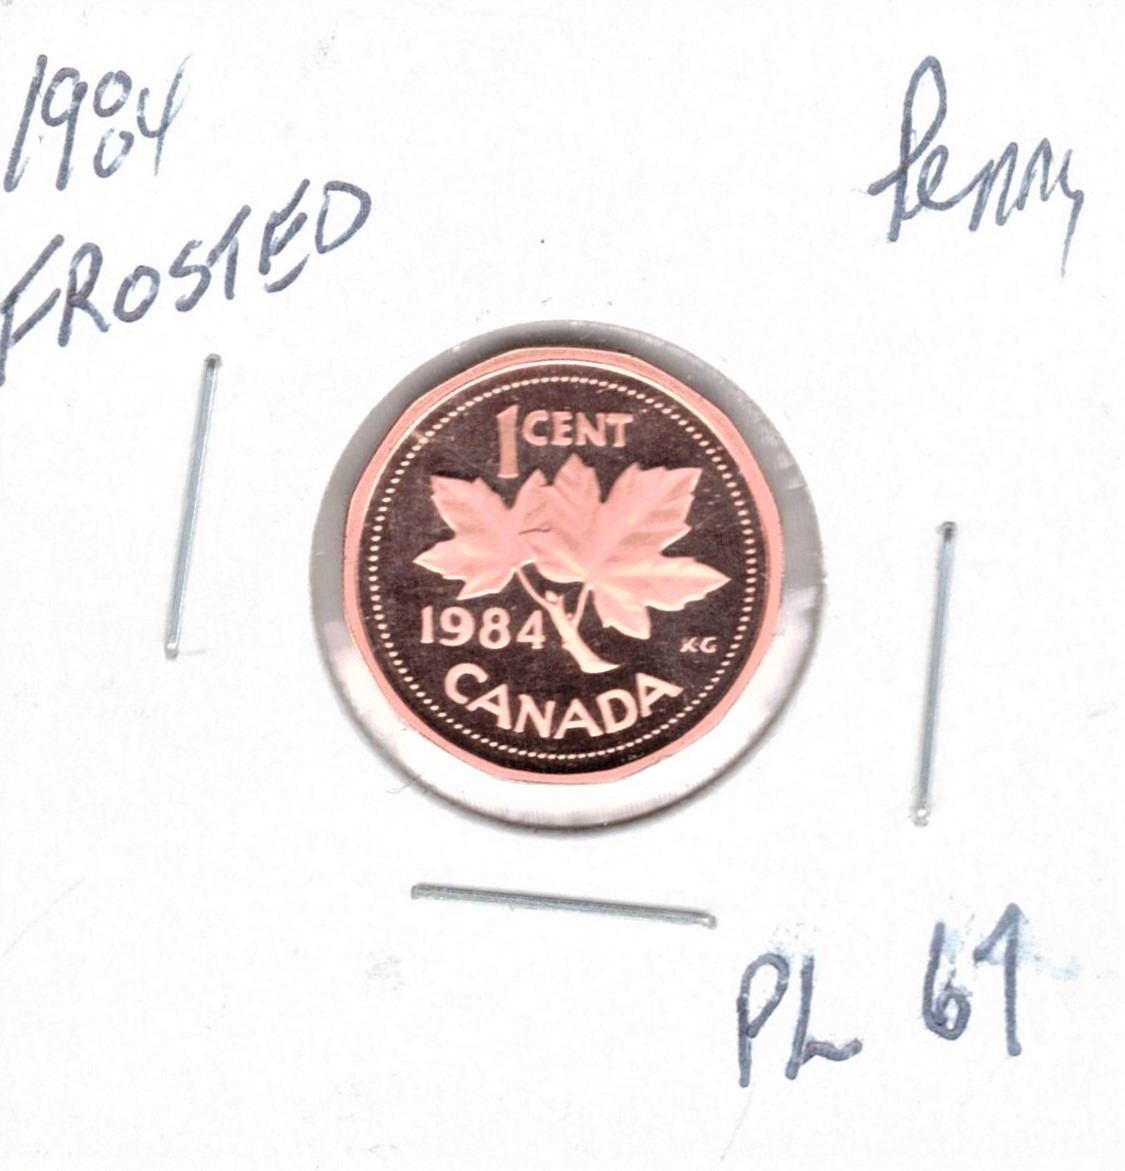 1984
Penny
FROSTED
1 CENT
1984
KG
CANADA
PL 67